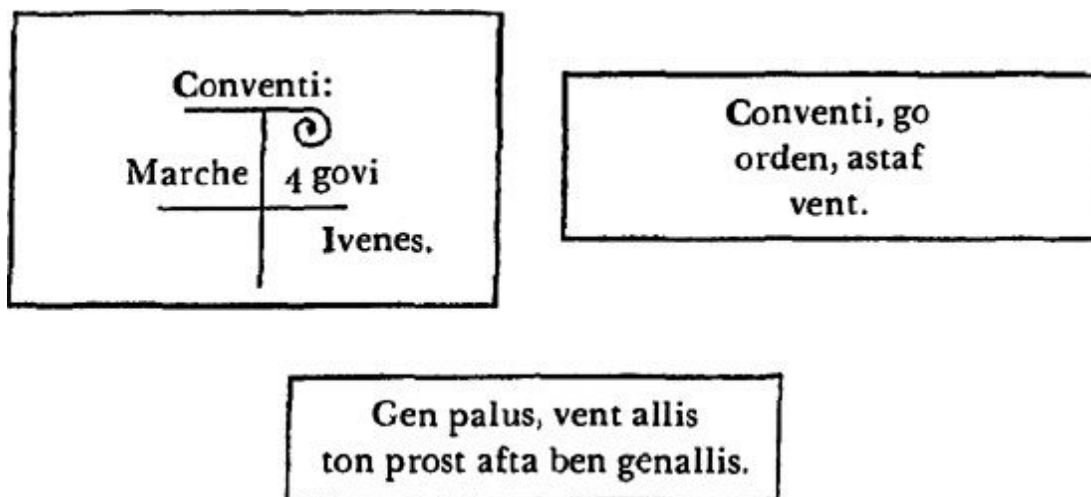 Conventi:
Marche 4 govi
Ivenes.
Conventi, go
orden, astaf
vent.
Gen palus, vent allis
ton prost afta ben genallis.